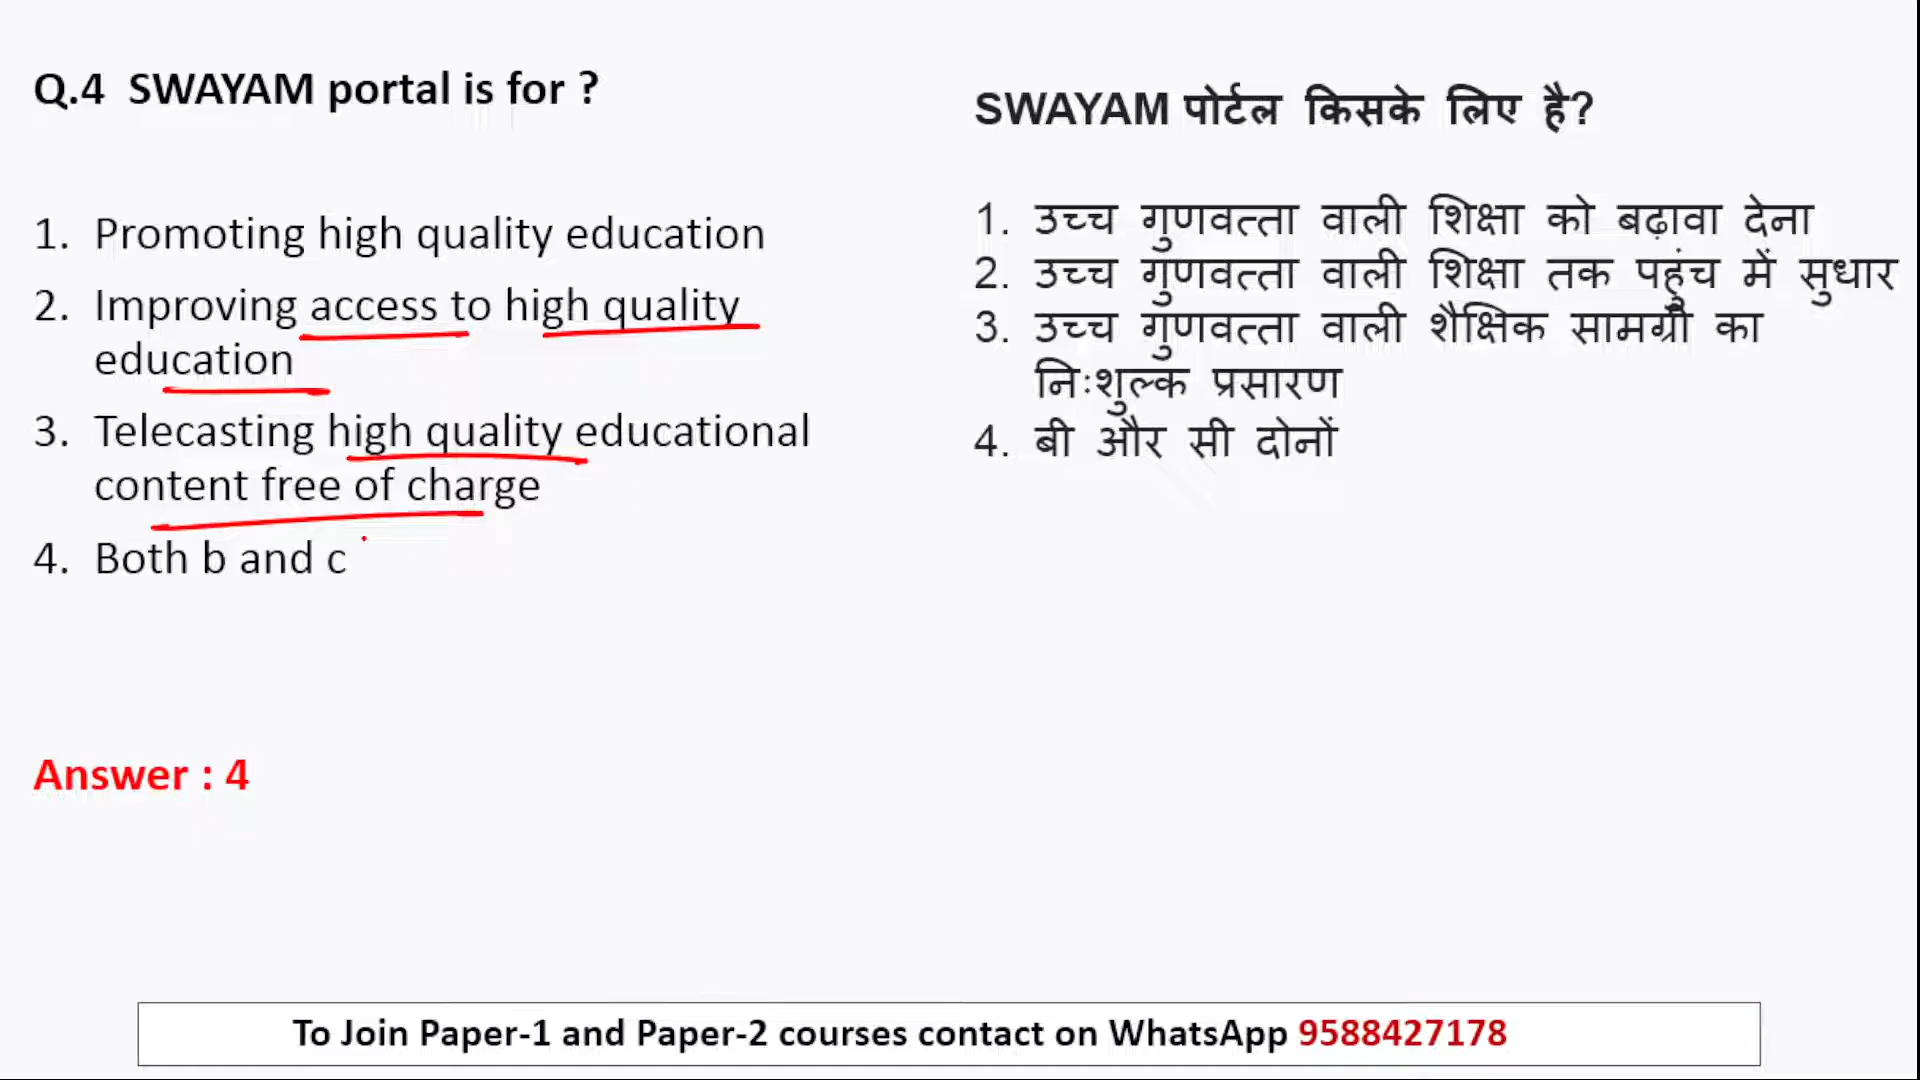 Q.4 SWAYAM portal is for ?
1. Promoting high quality education
2. Improving access to high quality
education
3. Telecasting high quality educational
content free of charge
4. Both b and c
Answer : 4
SWAYAM पोर्टल किसके लिए है?
1. उच्च गुणवत्ता वाली शिक्षा को बढ़ावा देना
2. उच्च गुणवत्ता वाली शिक्षा तक पहुंच में सुधार
3. उच्च गुणवत्ता वाली शैक्षिक सामग्री का
निःशुल्क प्रसारण
4. बी और सी दोनों
To Join Paper-1 and Paper-2 courses contact on WhatsApp 9588427178